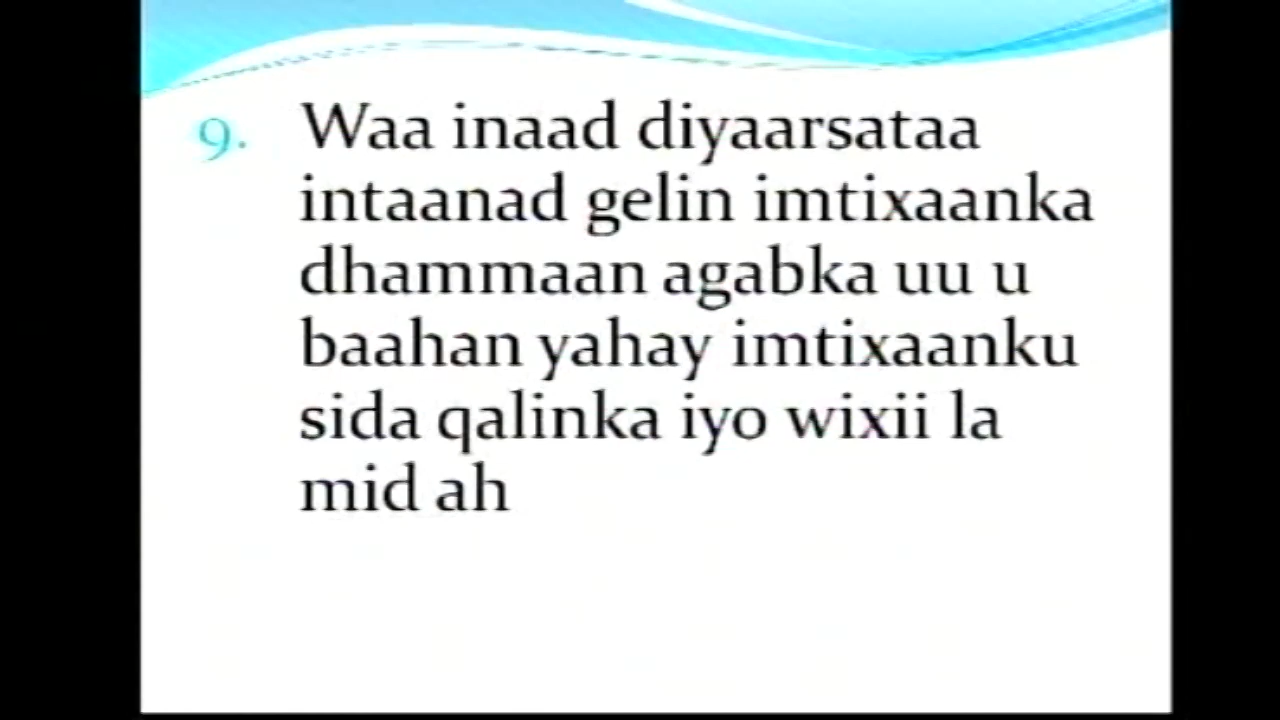 9. Waa inaad diyaarsataa
intaanad gelin imtixaanka
dhammaan agabka uu u
baahan yahay imtixaanku
sida qalinka iyo wixii la
mid ah